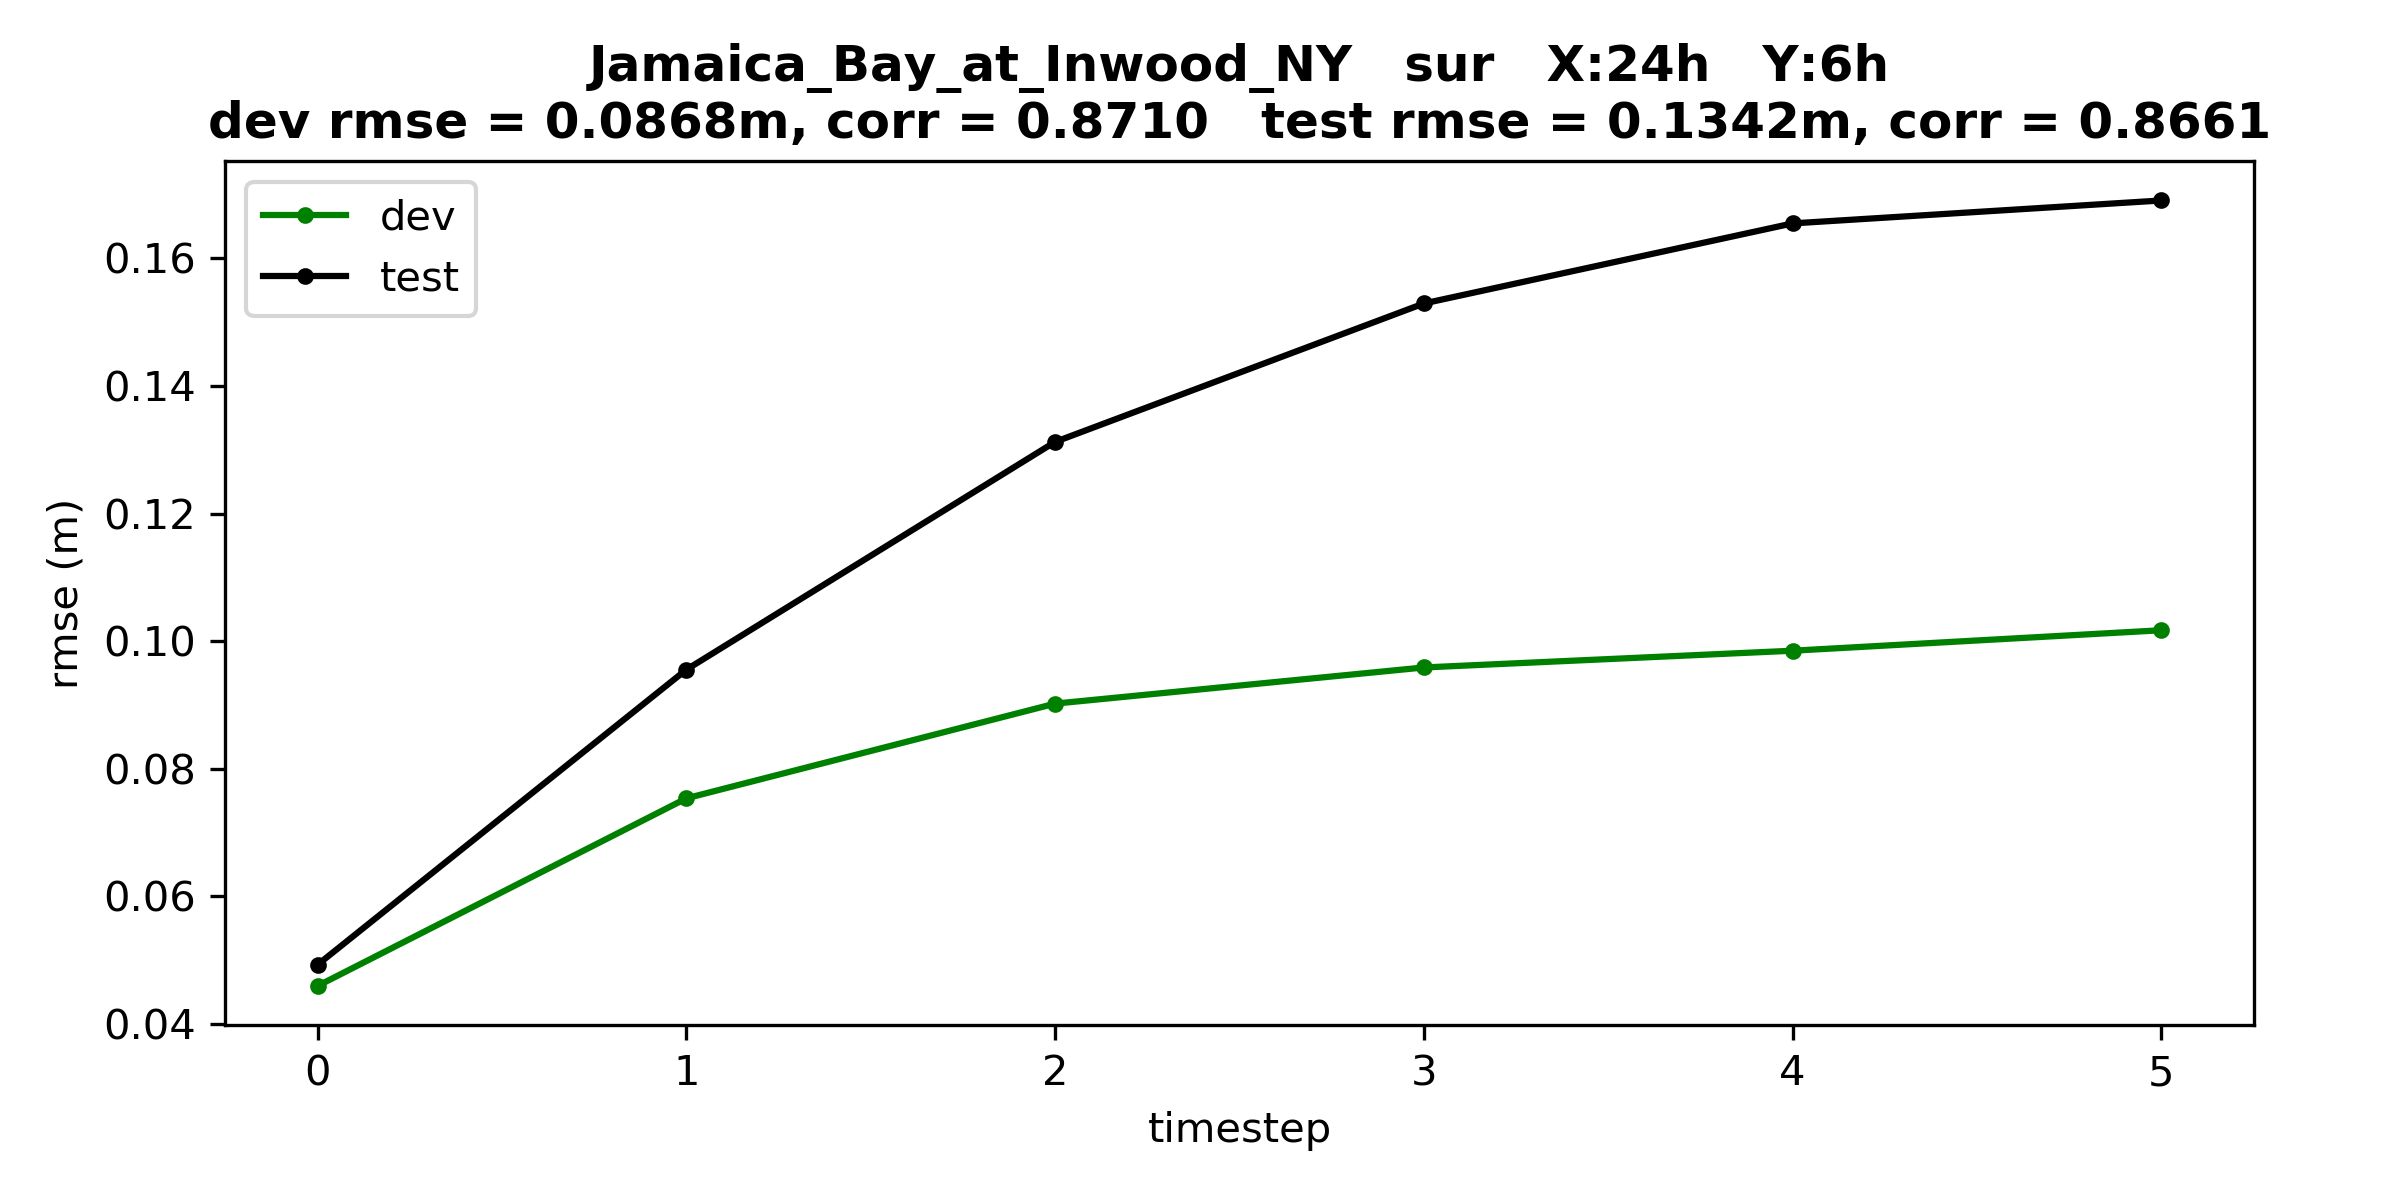 Jamaica_Bay_at_Inwood_NY   sur   X:24h   Y:6h
dev rmse = 0.0868m, corr = 0.8710   test rmse = 0.1342m, corr = 0.8661
dev
test
0.16
0.14
0.12
0.10
0.08
0.06
0.04
rmse (m)
0 1 2 3 4 5
timestep